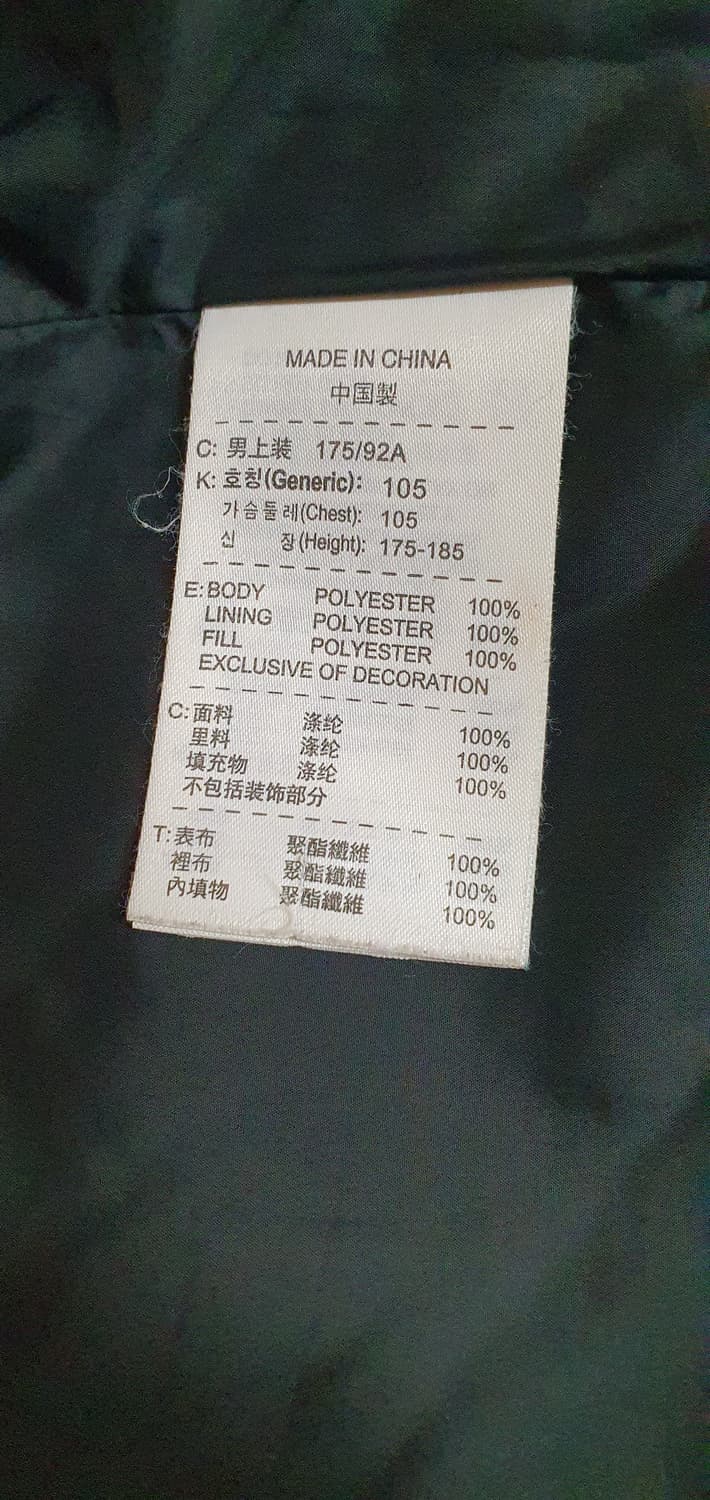 MADE IN CHINA
中国製
C: 男上装 175/92A
K: 호칭(Generic): 105
가슴둘레(Chest): 105
신 장(Height): 175-185
E: BODY POLYESTER 100%
LINING POLYESTER 100%
FILL POLYESTER 100%
EXCLUSIVE OF DECORATION
C: 面料 涤纶 100%
里料 涤纶 100%
填充物 涤纶 100%
不包括装饰部分
T: 表布 聚酯纖維 100%
裡布 聚酯纖維 100%
內填物 聚酯纖維 100%